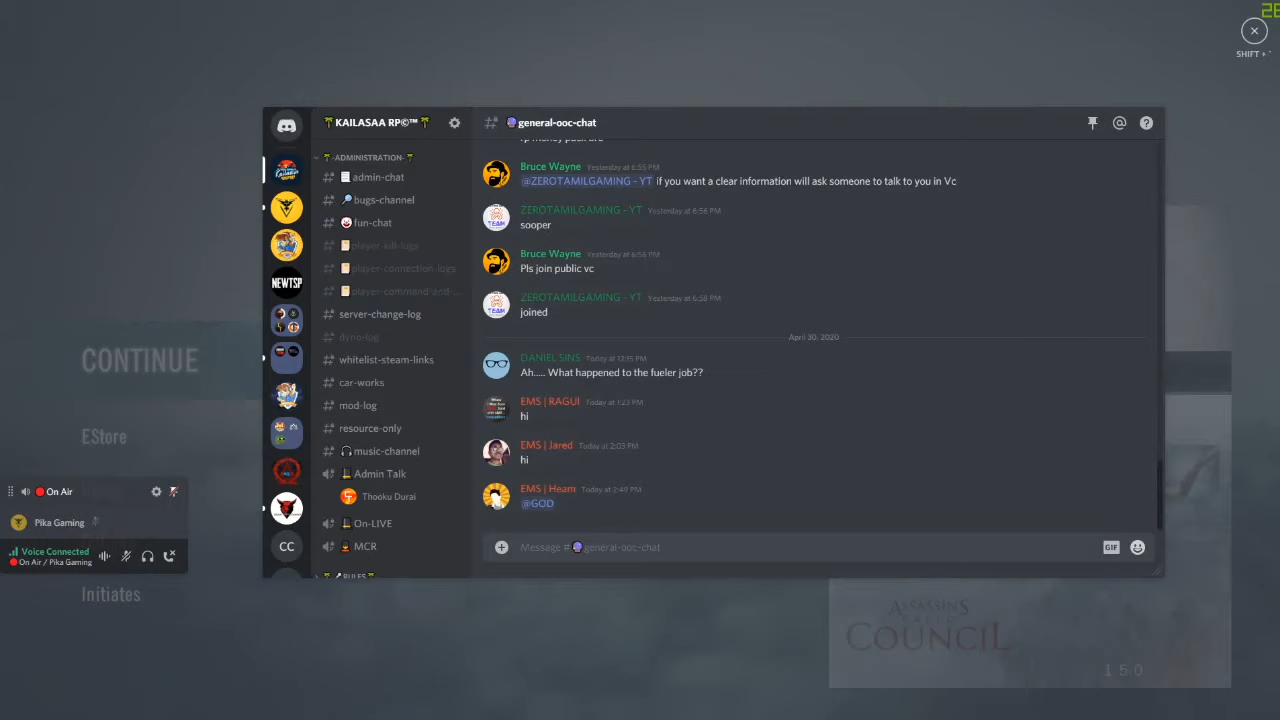 SHIFT + `
KAILASAA RP©™
general-ooc-chat
-ADMINISTRATION-
admin-chat
bugs-channel
fun-chat
player-kill-logs
player-connection-logs
player-command-and-...
server-change-log
dyno-log
whitelist-steam-links
car-works
mod-log
resource-only
music-channel
Admin Talk
Thooku Durai
On-LIVE
MCR
RULES
NEWTSP
CC
Bruce Wayne Yesterday at 6:55 PM
@ZEROTAMILGAMING - YT if you want a clear information will ask someone to talk to you in Vc
ZEROTAMILGAMING - YT Yesterday at 6:56 PM
sooper
Bruce Wayne Yesterday at 6:56 PM
Pls join public vc
ZEROTAMILGAMING - YT Yesterday at 6:58 PM
joined
April 30, 2020
DANIEL SINS Today at 12:15 PM
Ah..... What happened to the fueler job??
EMS | RAGUL Today at 1:23 PM
hi
EMS | Jared Today at 2:03 PM
hi
EMS | Heam Today at 2:49 PM
@GOD
Message #general-ooc-chat
GIF
CONTINUE
EStore
On Air
Pika Gaming
Voice Connected
On Air / Pika Gaming
Initiates
ASSASSIN'S
CREED
COUNCIL
1.5.0